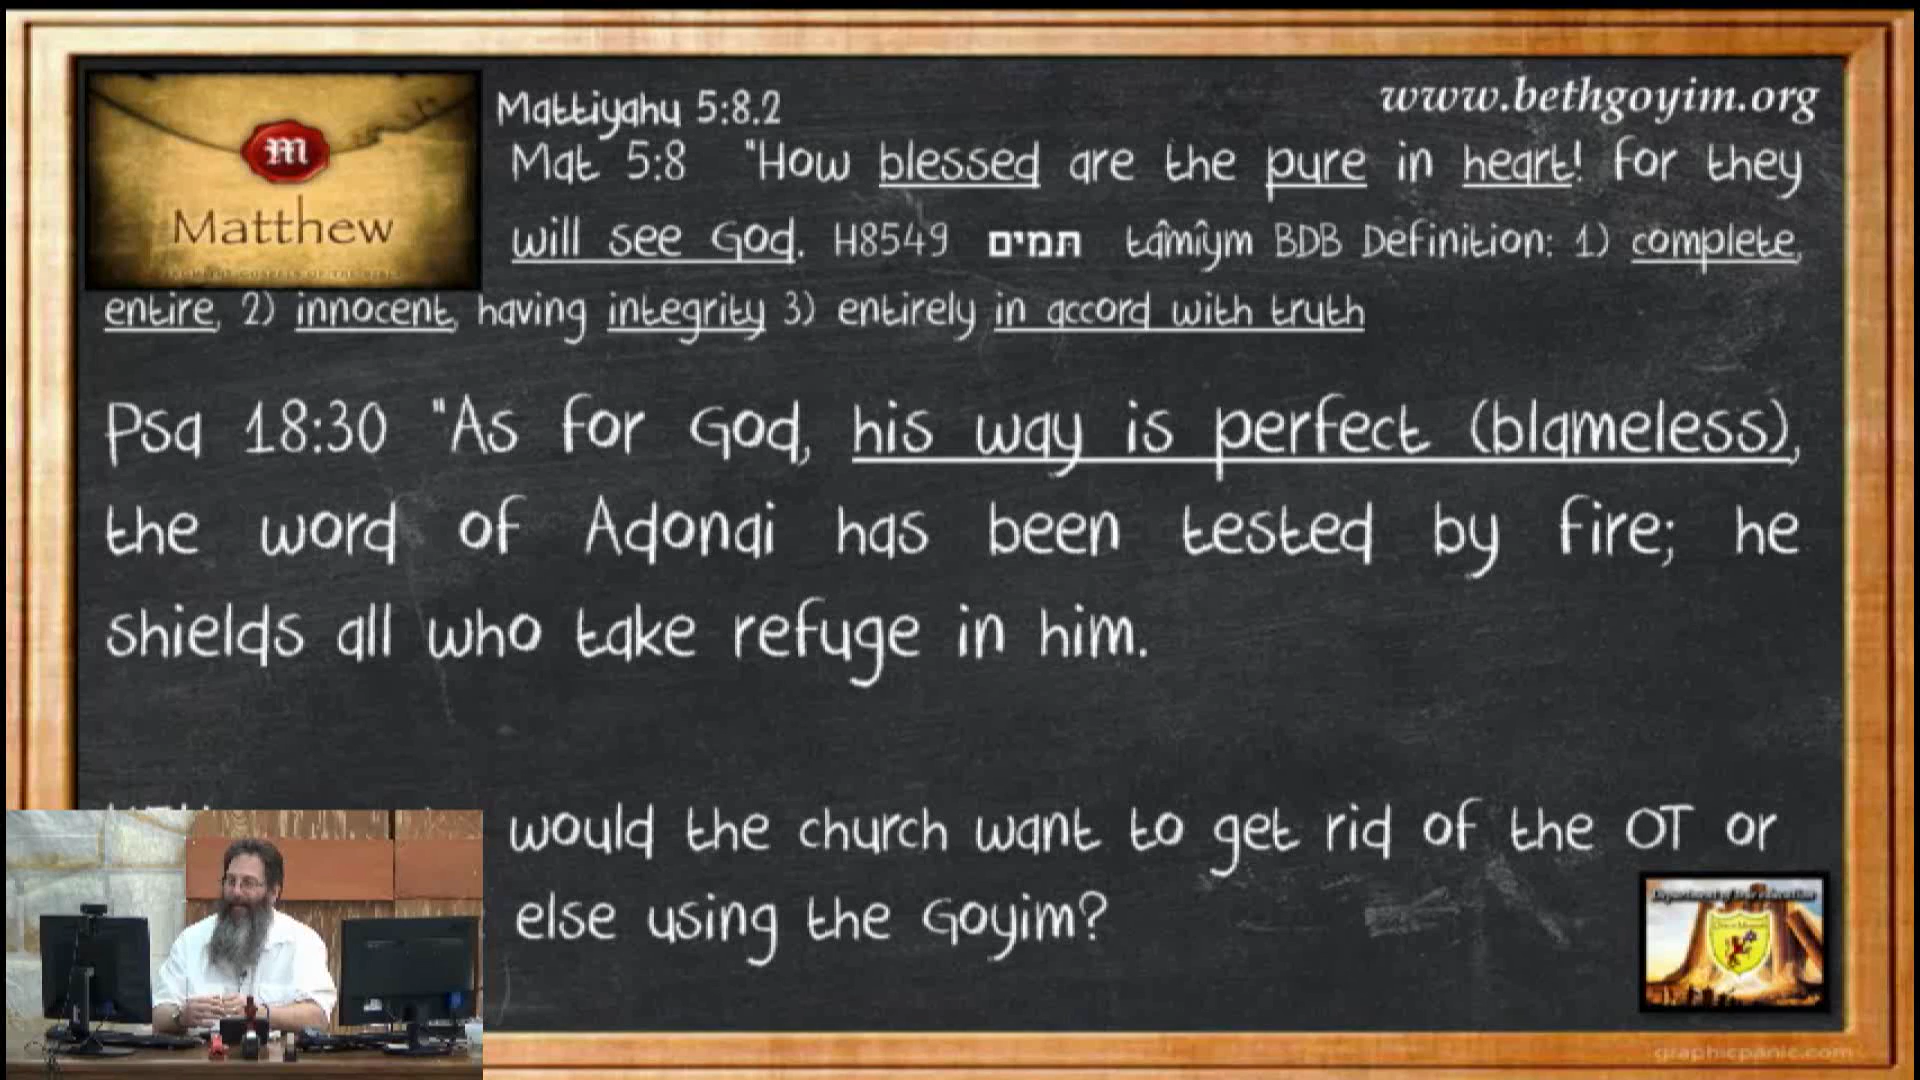 www.bethgoyim.org
Mattiyahu 5:8.2
Mat 5:8 "How blessed are the pure in heart! for they
will see God. H8549 תּמים tâmîym BDB Definition: 1) complete,
entire, 2) innocent, having integrity 3) entirely in accord with truth
M
Matthew
Psa 18:30 "As for God, his way is perfect (blameless),
the word of Adonai has been tested by fire; he
shields all who take refuge in him.
would the church want to get rid of the OT or
else using the Goyim?
graphicpanic.com